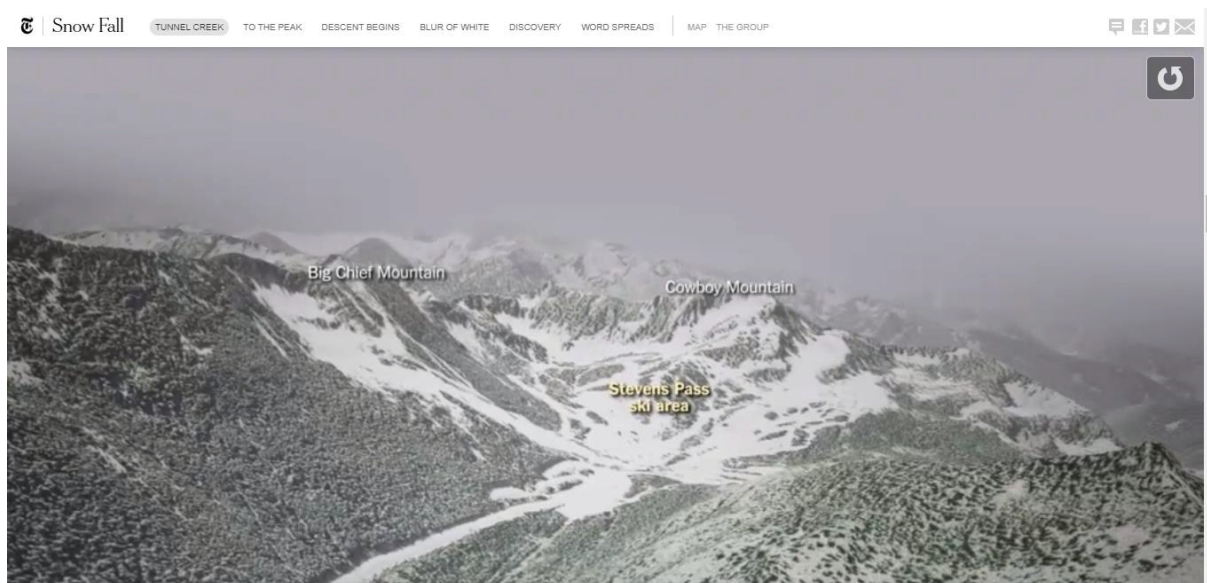 T Snow Fall TUNNEL CREEK TO THE PEAK DESCENT BEGINS BLUR OF WHITE DISCOVERY WORD SPREADS MAP THE GROUP
Big Chief Mountain
Cowboy Mountain
Stevens Pass
ski area